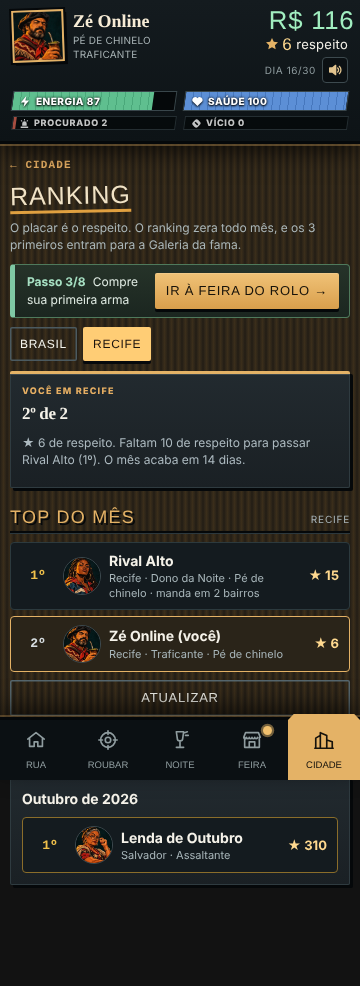 Zé Online
PÉ DE CHINELO
TRAFICANTE
R$ 116
★ 6 respeito
DIA 16/30
ENERGIA 87
SAÚDE 100
PROCURADO 2
VÍCIO 0
← CIDADE
RANKING
O placar é o respeito. O ranking zera todo mês, e os 3
primeiros entram para a Galeria da fama.
Passo 3/8 Compre
sua primeira arma
IR À FEIRA DO ROLO →
BRASIL
RECIFE
VOCÊ EM RECIFE
2º de 2
★ 6 de respeito. Faltam 10 de respeito para passar
Rival Alto (1º). O mês acaba em 14 dias.
TOP DO MÊS
RECIFE
1º
Rival Alto
Recife · Dono da Noite · Pé de
chinelo · manda em 2 bairros
★ 15
2º
Zé Online (você)
Recife · Traficante · Pé de chinelo
★ 6
ATUALIZAR
RUA
ROUBAR
NOITE
FEIRA
CIDADE
Outubro de 2026
1º
Lenda de Outubro
Salvador · Assaltante
★ 310